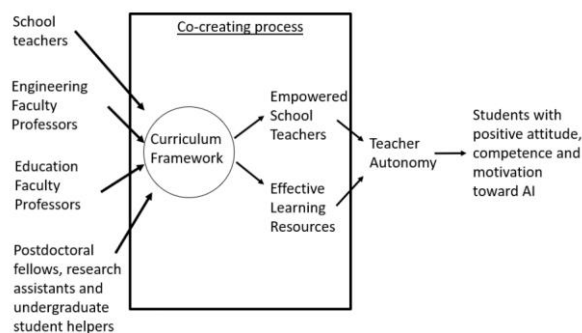 School
teachers
Engineering
Faculty
Professors
Education
Faculty
Professors
Postdoctoral
fellows, research
assistants and
undergraduate
student helpers
Co-creating process
Curriculum
Framework
Empowered
School
Teachers
Effective
Learning
Resources
Teacher
Autonomy
Students with
positive attitude,
competence and
motivation
toward AI